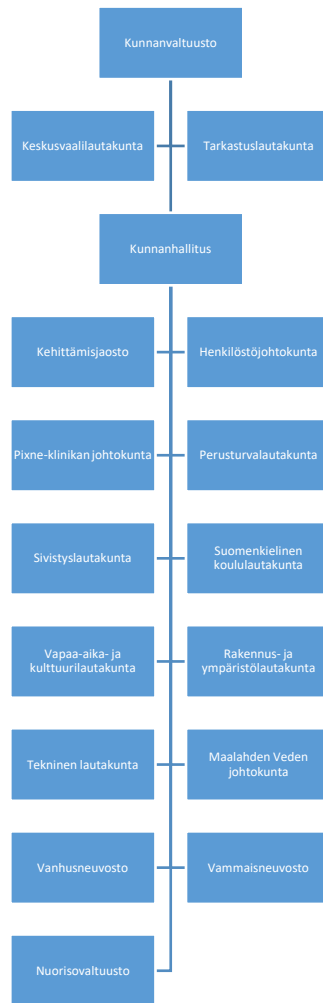 Kunnanvaltuusto
Keskusvaalilautakunta
Tarkastuslautakunta
Kunnanhallitus
Kehittämisjaosto
Henkilöstöjohtokunta
Pixne-klinikan johtokunta
Perusturvalautakunta
Sivistyslautakunta
Suomenkielinen
koululautakunta
Vapaa-aika- ja
kulttuurilautakunta
Rakennus- ja
ympäristölautakunta
Tekninen lautakunta
Maalahden Veden
johtokunta
Vanhusneuvosto
Vammaisneuvosto
Nuorisovaltuusto